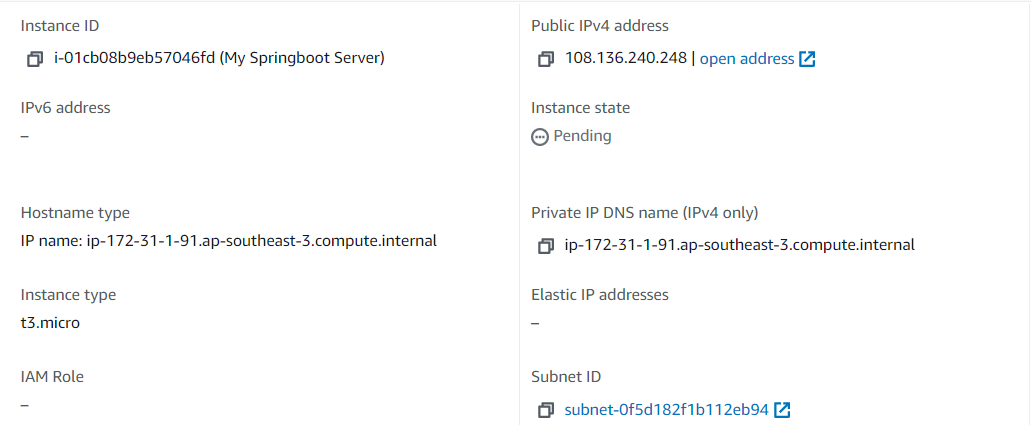 Instance ID
i-01cb08b9eb57046fd (My Springboot Server)
Public IPv4 address
108.136.240.248 | open address
IPv6 address
–
Instance state
Pending
Hostname type
IP name: ip-172-31-1-91.ap-southeast-3.compute.internal
Private IP DNS name (IPv4 only)
ip-172-31-1-91.ap-southeast-3.compute.internal
Instance type
t3.micro
Elastic IP addresses
–
IAM Role
–
Subnet ID
subnet-0f5d182f1b112eb94